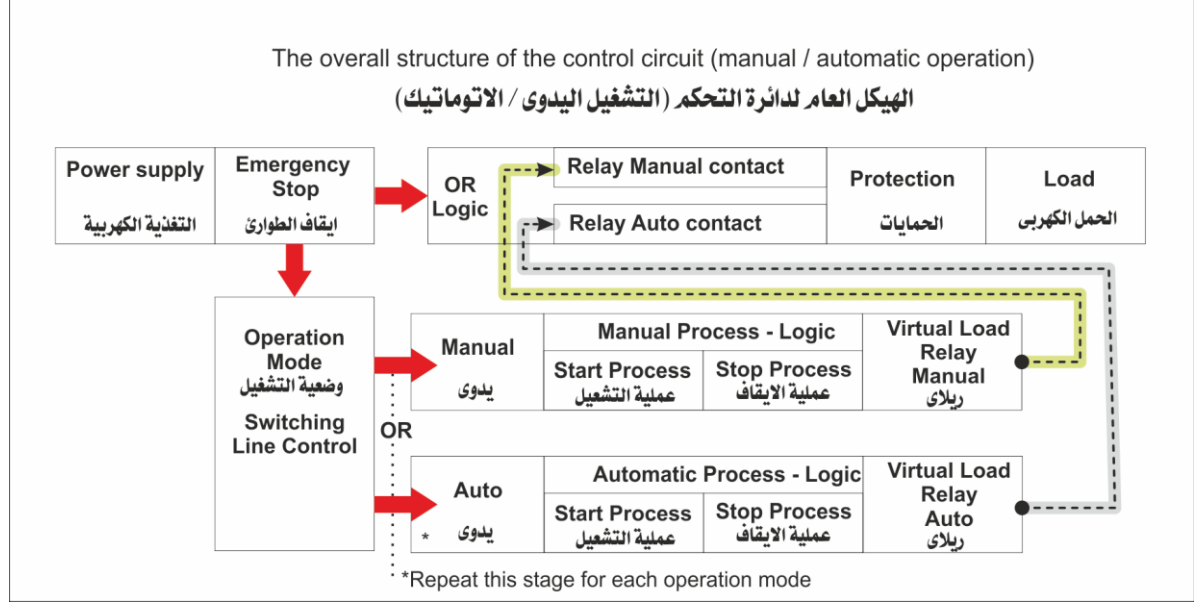 The overall structure of the control circuit (manual / automatic operation)
الهيكل العام لدائرة التحكم (التشغيل اليدوى / الاتوماتيك)
Power supply
التغذية الكهربية
Emergency
Stop
ايقاف الطوارئ
OR
Logic
Relay Manual contact
Relay Auto contact
Protection
الحمايات
Load
الحمل الكهربى
Operation
Mode
وضعية التشغيل
Switching
Line Control
OR
Manual
يدوى
Manual Process - Logic
Start Process
عملية التشعيل
Stop Process
عملية الايقاف
Virtual Load
Relay
Manual
ريلاى
Auto
يدوى
*
Automatic Process - Logic
Start Process
عملية التشعيل
Stop Process
عملية الايقاف
Virtual Load
Relay
Auto
ريلاى
*Repeat this stage for each operation mode